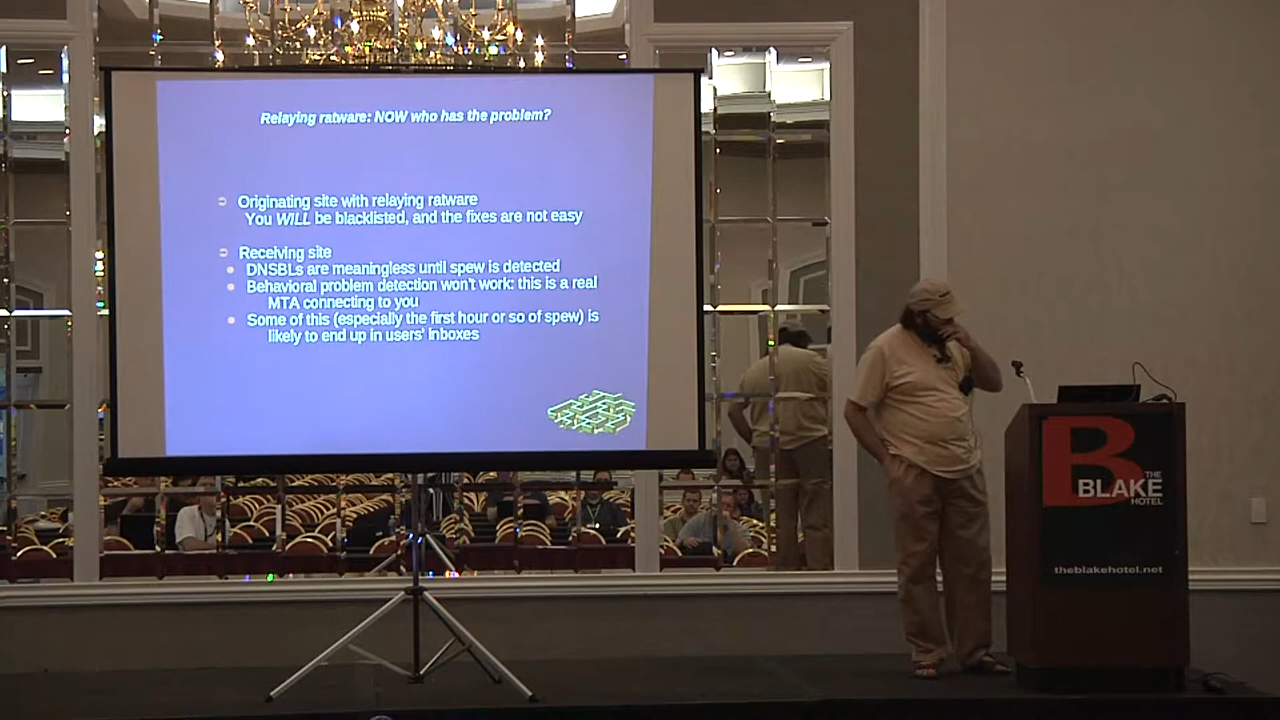 Relaying ratware: NOW who has the problem?
Originating site with relaying ratware
You WILL be blacklisted, and the fixes are not easy
Receiving site
DNSBLs are meaningless until spew is detected
Behavioral problem detection won't work: this is a real
MTA connecting to you
Some of this (especially the first hour or so of spew) is
likely to end up in users' inboxes
B
THE
BLAKE
HOTEL
theblakehotel.net